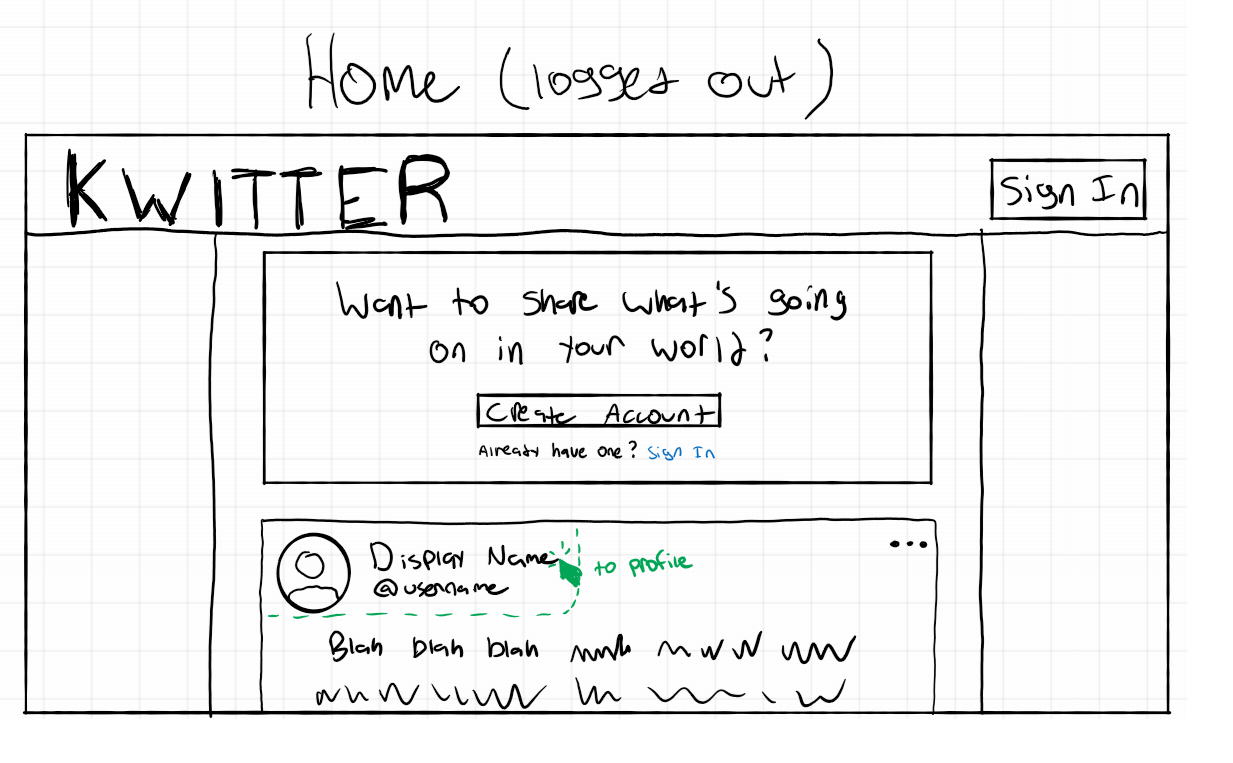 Home (logged out)
KWITTER
Sign In
Want to share what's going
on in your world?
Create Account
Already have one? Sign In
Display Name
@username
to profile
Blah blah blah